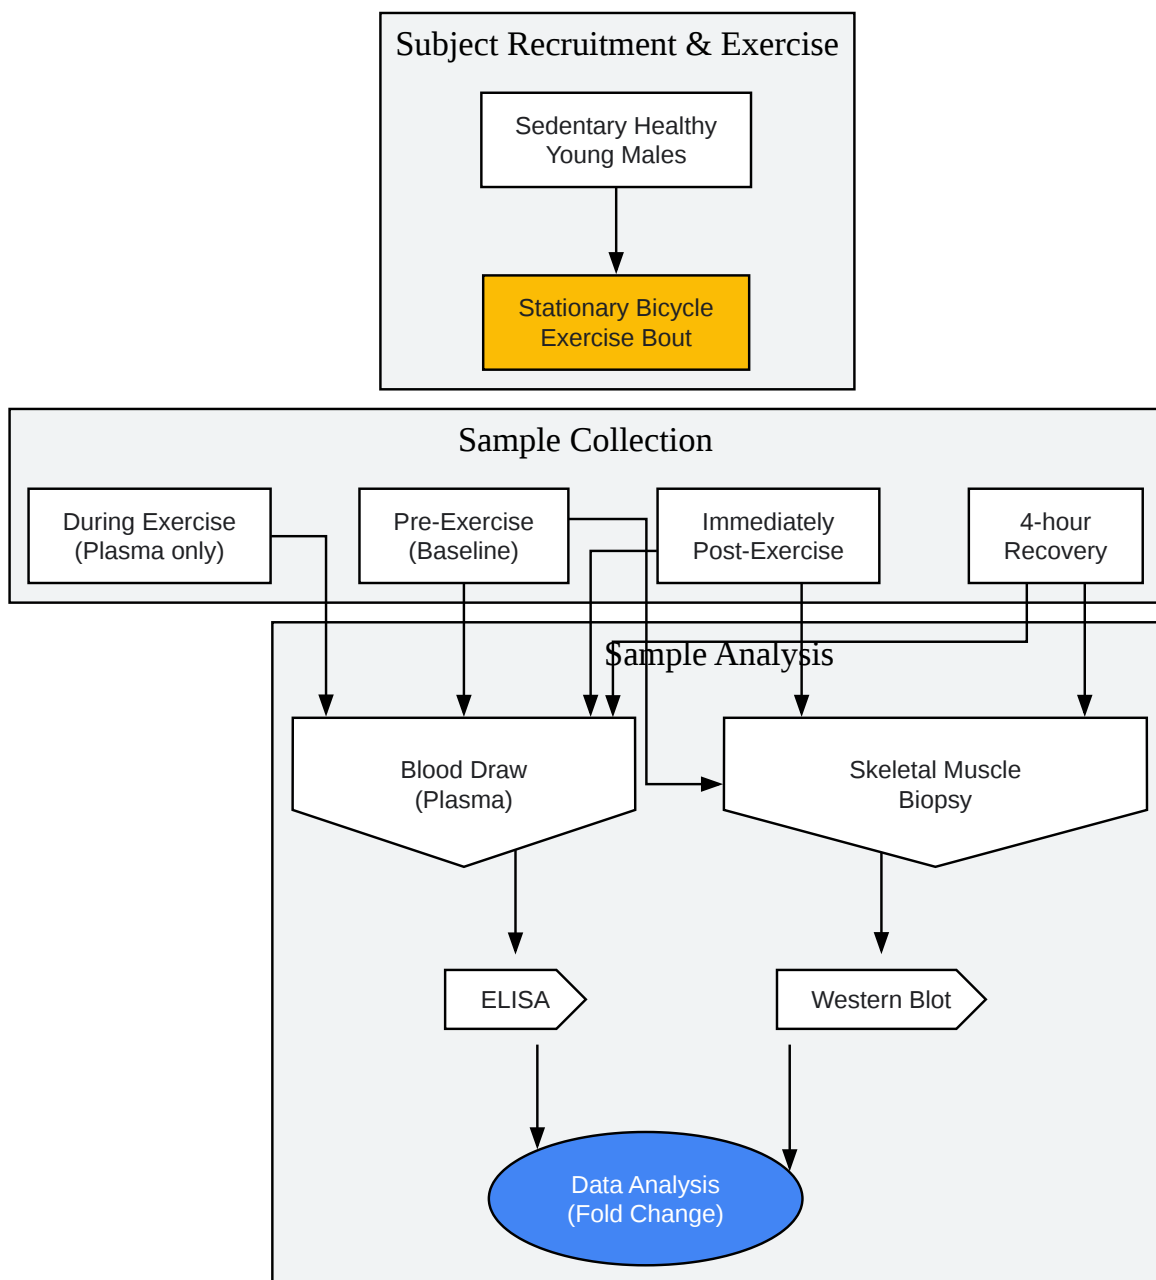 Subject Recruitment & Exercise
Sedentary Healthy
Young Males
Stationary Bicycle
Exercise Bout
Sample Collection
During Exercise
(Plasma only)
Pre-Exercise
(Baseline)
Immediately
Post-Exercise
4-hour
Recovery
Sample Analysis
Blood Draw
(Plasma)
Skeletal Muscle
Biopsy
ELISA
Western Blot
Data Analysis
(Fold Change)